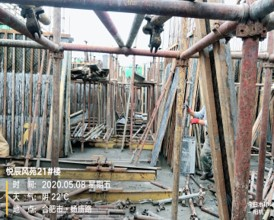 悦辰风苑21#楼
时 间：2020.05.08 星期五
天 气：阴 22℃
地 点：合肥市·